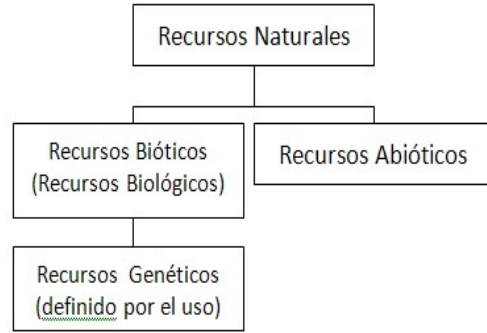 Recursos Naturales
Recursos Bióticos
(Recursos Biológicos)
Recursos Abióticos
Recursos Genéticos
(definido por el uso)